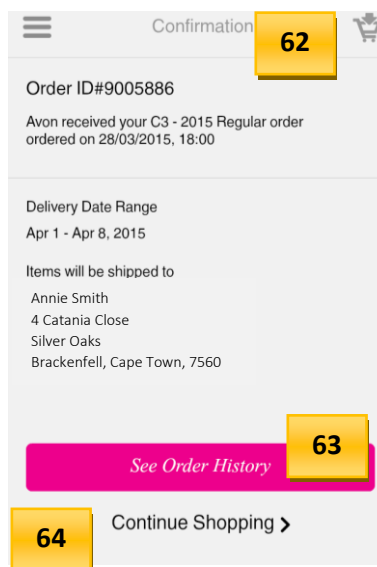 Confirmation
62
Order ID#9005886
Avon received your C3 - 2015 Regular order
ordered on 28/03/2015, 18:00
Delivery Date Range
Apr 1 - Apr 8, 2015
Items will be shipped to
Annie Smith
4 Catania Close
Silver Oaks
Brackenfell, Cape Town, 7560
63
See Order History
Continue Shopping >
64